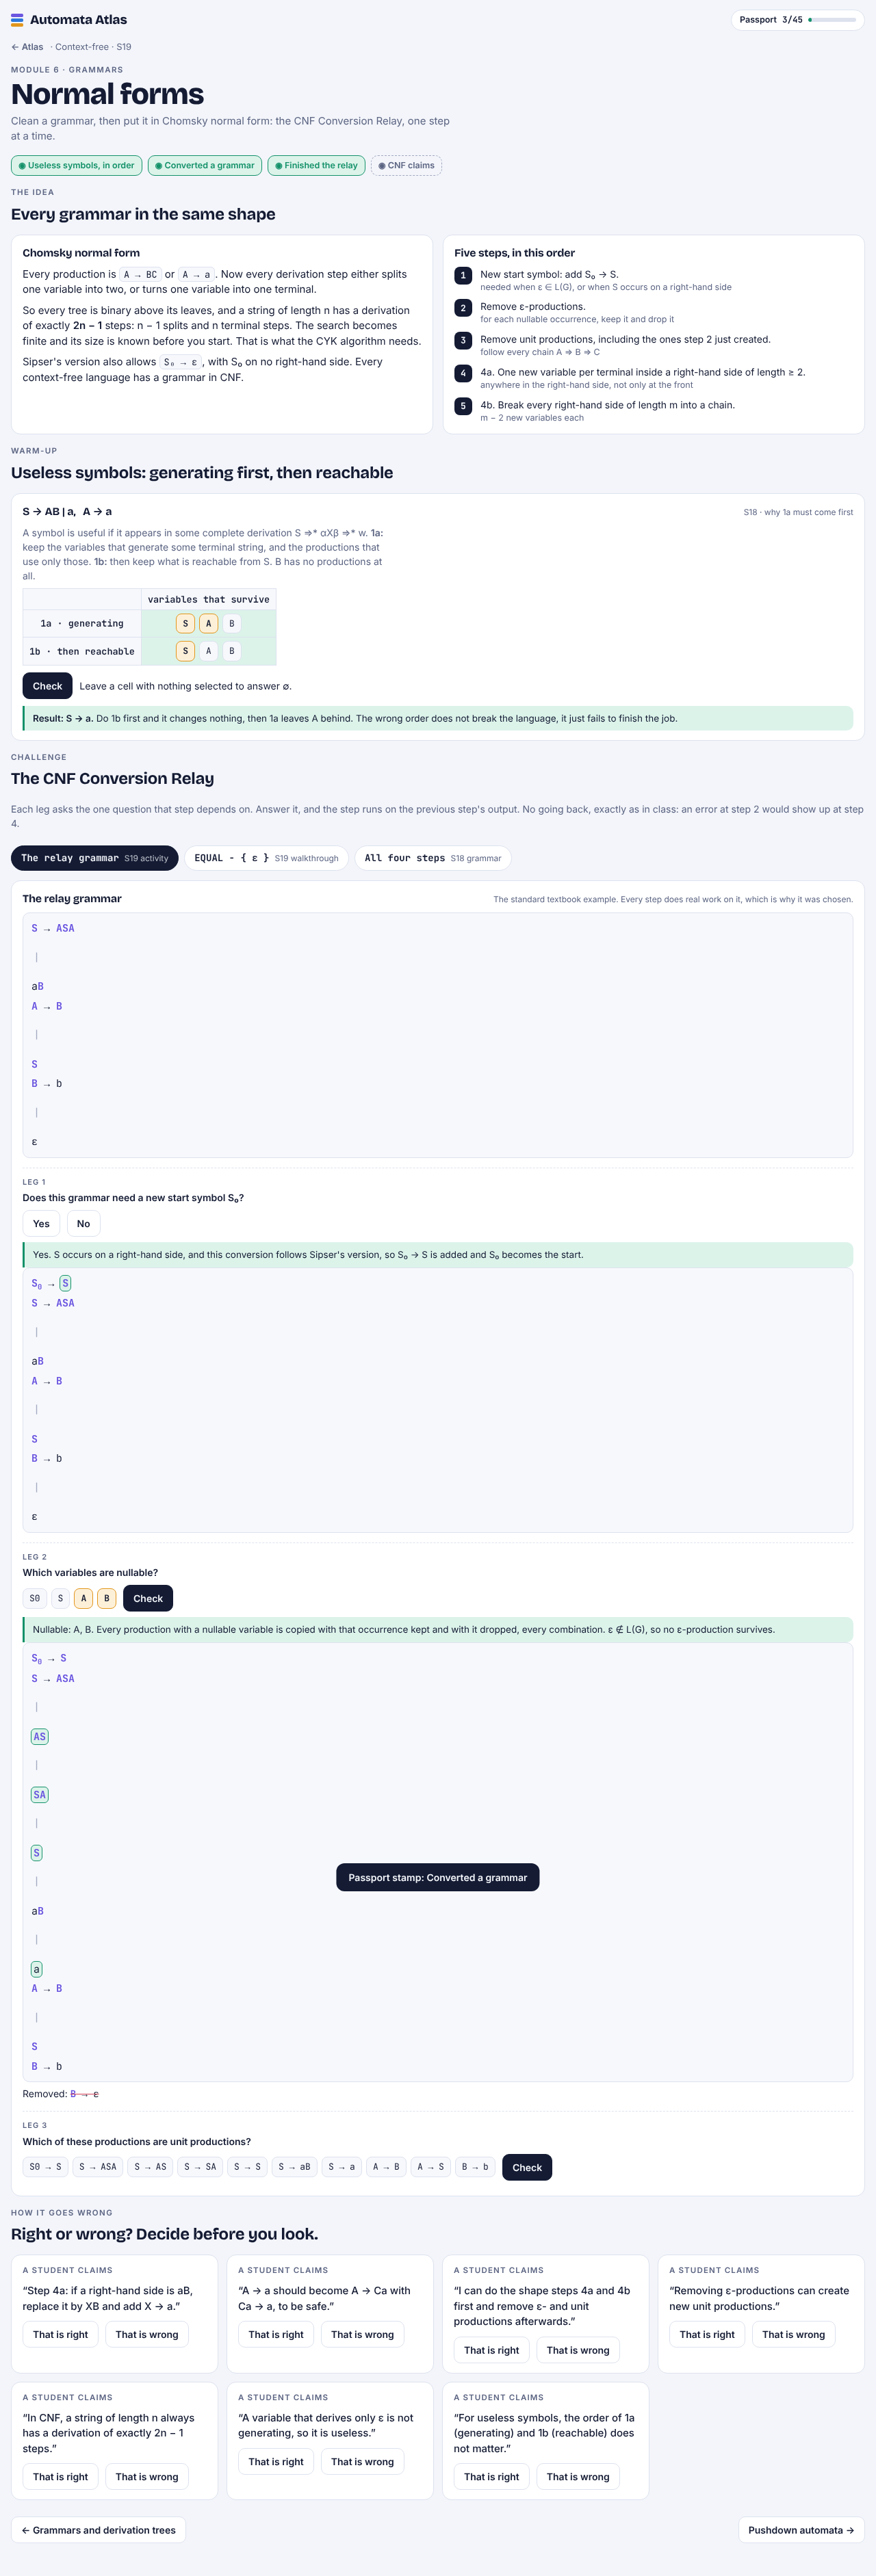 Automata Atlas
Passport 3/45
← Atlas · Context-free · S19
MODULE 6 · GRAMMARS
Normal forms
Clean a grammar, then put it in Chomsky normal form: the CNF Conversion Relay, one step
at a time.
◉ Useless symbols, in order ◉ Converted a grammar ◉ Finished the relay ◉ CNF claims
THE IDEA
Every grammar in the same shape
Chomsky normal form
Every production is A → BC or A → a. Now every derivation step either splits
one variable into two, or turns one variable into one terminal.
So every tree is binary above its leaves, and a string of length n has a derivation
of exactly 2n − 1 steps: n − 1 splits and n terminal steps. The search becomes
finite and its size is known before you start. That is what the CYK algorithm needs.
Sipser's version also allows S₀ → ε, with S₀ on no right-hand side. Every
context-free language has a grammar in CNF.
Five steps, in this order
1 New start symbol: add S₀ → S.
needed when ε ∈ L(G), or when S occurs on a right-hand side
2 Remove ε-productions.
for each nullable occurrence, keep it and drop it
3 Remove unit productions, including the ones step 2 just created.
follow every chain A ⇒ B ⇒ C
4 4a. One new variable per terminal inside a right-hand side of length ≥ 2.
anywhere in the right-hand side, not only at the front
5 4b. Break every right-hand side of length m into a chain.
m − 2 new variables each
WARM-UP
Useless symbols: generating first, then reachable
S → AB | a, A → a
S18 · why 1a must come first
A symbol is useful if it appears in some complete derivation S ⇒* αXβ ⇒* w. 1a:
keep the variables that generate some terminal string, and the productions that
use only those. 1b: then keep what is reachable from S. B has no productions at
all.
variables that survive
1a · generating S A B
1b · then reachable S A B
Check Leave a cell with nothing selected to answer ∅.
Result: S → a. Do 1b first and it changes nothing, then 1a leaves A behind. The wrong order does not break the language, it just fails to finish the job.
CHALLENGE
The CNF Conversion Relay
Each leg asks the one question that step depends on. Answer it, and the step runs on the previous step's output. No going back, exactly as in class: an error at step 2 would show up at step
4.
The relay grammar S19 activity EQUAL - { ε } S19 walkthrough All four steps S18 grammar
The relay grammar
The standard textbook example. Every step does real work on it, which is why it was chosen.
S → ASA
|
aB
A → B
|
S
B → b
|
ε
LEG 1
Does this grammar need a new start symbol S₀?
Yes No
Yes. S occurs on a right-hand side, and this conversion follows Sipser's version, so S₀ → S is added and S₀ becomes the start.
S₀ → S
S → ASA
|
aB
A → B
|
S
B → b
|
ε
LEG 2
Which variables are nullable?
S0 S A B Check
Nullable: A, B. Every production with a nullable variable is copied with that occurrence kept and with it dropped, every combination. ε ∉ L(G), so no ε-production survives.
S₀ → S
S → ASA
|
AS
|
SA
|
S
|
aB
|
a
A → B
|
S
B → b
Passport stamp: Converted a grammar
Removed: B → ε
LEG 3
Which of these productions are unit productions?
S0 → S S → ASA S → AS S → SA S → S S → aB S → a A → B A → S B → b Check
HOW IT GOES WRONG
Right or wrong? Decide before you look.
A STUDENT CLAIMS
“Step 4a: if a right-hand side is aB,
replace it by XB and add X → a.”
That is right That is wrong
A STUDENT CLAIMS
“A → a should become A → Ca with
Ca → a, to be safe.”
That is right That is wrong
A STUDENT CLAIMS
“I can do the shape steps 4a and 4b
first and remove ε- and unit
productions afterwards.”
That is right That is wrong
A STUDENT CLAIMS
“Removing ε-productions can create
new unit productions.”
That is right That is wrong
A STUDENT CLAIMS
“In CNF, a string of length n always
has a derivation of exactly 2n − 1
steps.”
That is right That is wrong
A STUDENT CLAIMS
“A variable that derives only ε is not
generating, so it is useless.”
That is right That is wrong
A STUDENT CLAIMS
“For useless symbols, the order of 1a
(generating) and 1b (reachable) does
not matter.”
That is right That is wrong
← Grammars and derivation trees
Pushdown automata →